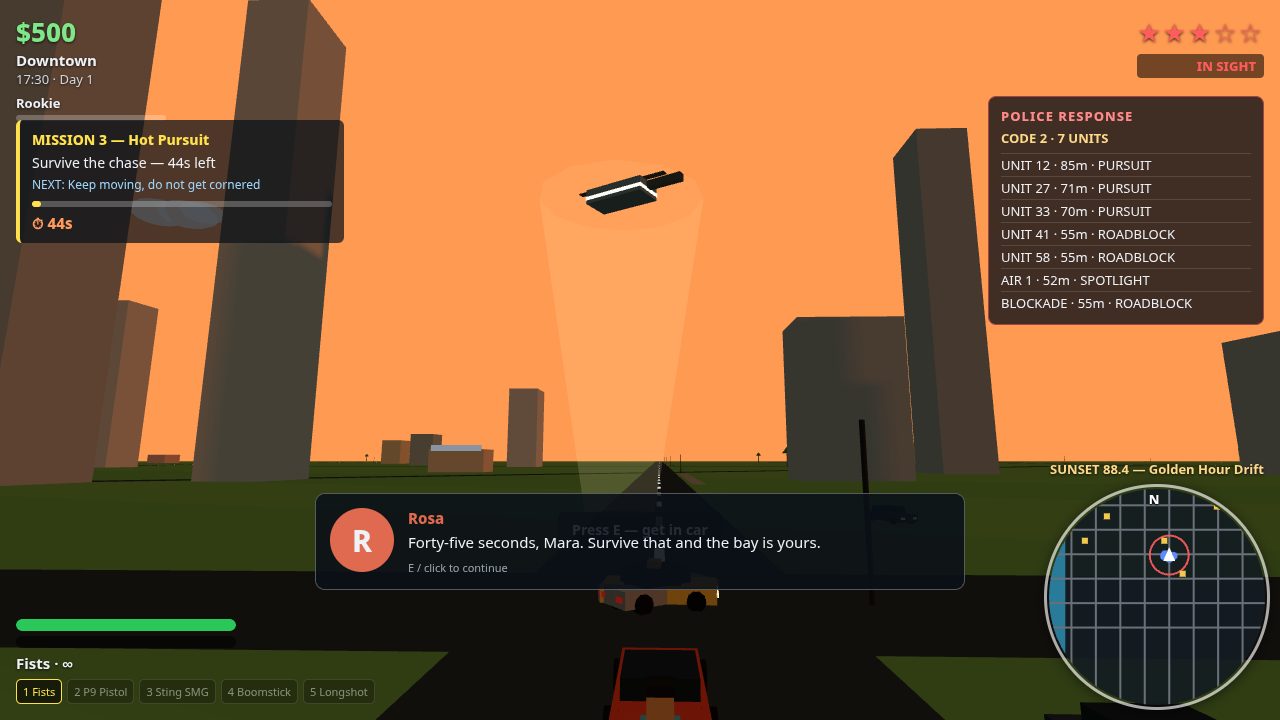 $500
Downtown
17:30 · Day 1
Rookie
MISSION 3 — Hot Pursuit
Survive the chase — 44s left
NEXT: Keep moving, do not get cornered
⏱ 44s
★★★☆☆
IN SIGHT
POLICE RESPONSE
CODE 2 · 7 UNITS
UNIT 12 · 85m · PURSUIT
UNIT 27 · 71m · PURSUIT
UNIT 33 · 70m · PURSUIT
UNIT 41 · 55m · ROADBLOCK
UNIT 58 · 55m · ROADBLOCK
AIR 1 · 52m · SPOTLIGHT
BLOCKADE · 55m · ROADBLOCK
SUNSET 88.4 — Golden Hour Drift
N
Press E — get in car
R
Rosa
Forty-five seconds, Mara. Survive that and the bay is yours.
E / click to continue
Fists · ∞
1 Fists
2 P9 Pistol
3 Sting SMG
4 Boomstick
5 Longshot